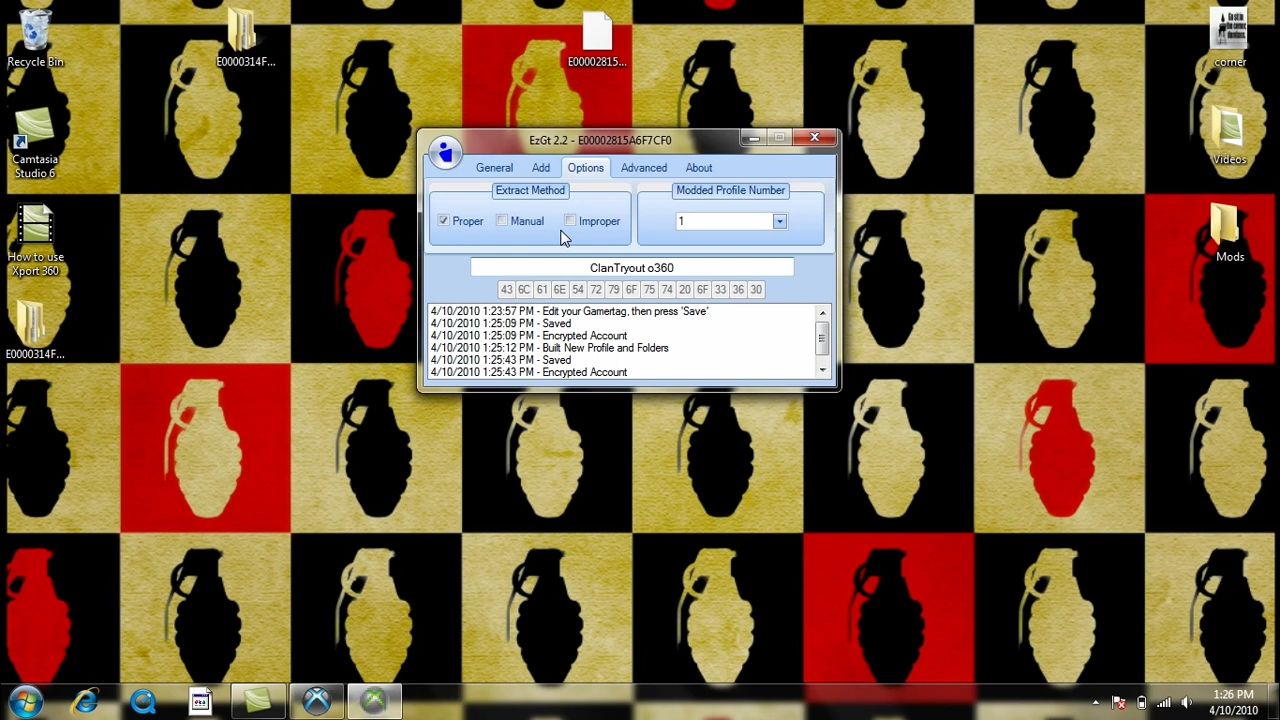 Recycle Bin
E0000314F...
E00002815...
corner
Camtasia
Studio 6
Videos
How to use
Xport 360
Mods
E0000314F...
EzGt 2.2 - E00002815A6F7CF0
General Add Options Advanced About
Extract Method Modded Profile Number
Proper Manual Improper 1
ClanTryout o360
43 6C 61 6E 54 72 79 6F 75 74 20 6F 33 36 30
4/10/2010 1:23:57 PM - Edit your Gamertag, then press 'Save'
4/10/2010 1:25:09 PM - Saved
4/10/2010 1:25:09 PM - Encrypted Account
4/10/2010 1:25:12 PM - Built New Profile and Folders
4/10/2010 1:25:43 PM - Saved
4/10/2010 1:25:43 PM - Encrypted Account
1:26 PM
4/10/2010